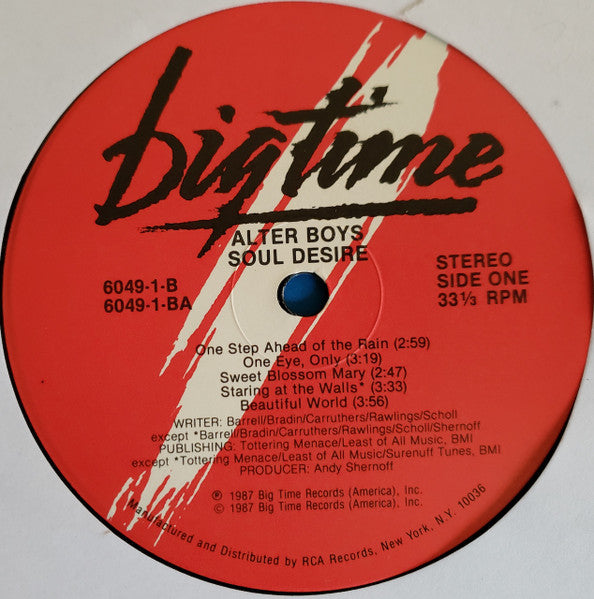 bigtime
ALTER BOYS
SOUL DESIRE
6049-1-B
6049-1-BA
STEREO
SIDE ONE
33⅓ RPM
One Step Ahead of the Rain (2:59)
One Eye, Only (3:19)
Sweet Blossom Mary (2:47)
Staring at the Walls* (3:33)
Beautiful World (3:56)
WRITER: Barrell/Bradin/Carruthers/Rawlings/Scholl
except *Barrell/Bradin/Carruthers/Rawlings/Scholl/Shernoff
PUBLISHING: Tottering Menace/Least of All Music, BMI
except *Tottering Menace/Least of All Music/Surenuff Tunes, BMI
PRODUCER: Andy Shernoff
℗ 1987 Big Time Records (America), Inc.
© 1987 Big Time Records (America), Inc.
Manufactured and Distributed by RCA Records, New York, N.Y. 10036